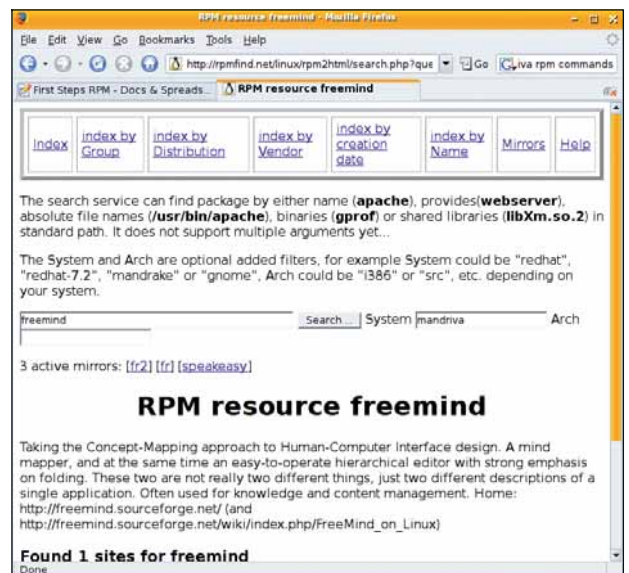 RPM resource freemind - Mozilla Firefox
File Edit View Go Bookmarks Tools Help
http://rpmfind.net/linux/rpm2html/search.php?que Go iva rpm commands
First Steps RPM - Docs & Spreads... RPM resource freemind
Index index by Group index by Distribution index by Vendor index by creation date index by Name Mirrors Help
The search service can find package by either name (apache), provides(webserver),
absolute file names (/usr/bin/apache), binaries (gprof) or shared libraries (libXm.so.2) in
standard path. It does not support multiple arguments yet...
The System and Arch are optional added filters, for example System could be "redhat",
"redhat-7.2", "mandrake" or "gnome", Arch could be "i386" or "src", etc. depending on
your system.
freemind Search ... System mandriva Arch
3 active mirrors: [fr2] [fr] [speakeasy]
RPM resource freemind
Taking the Concept-Mapping approach to Human-Computer Interface design. A mind
mapper, and at the same time an easy-to-operate hierarchical editor with strong emphasis
on folding. These two are not really two different things, just two different descriptions of a
single application. Often used for knowledge and content management. Home:
http://freemind.sourceforge.net/ (and
http://freemind.sourceforge.net/wiki/index.php/FreeMind_on_Linux)
Found 1 sites for freemind
Done